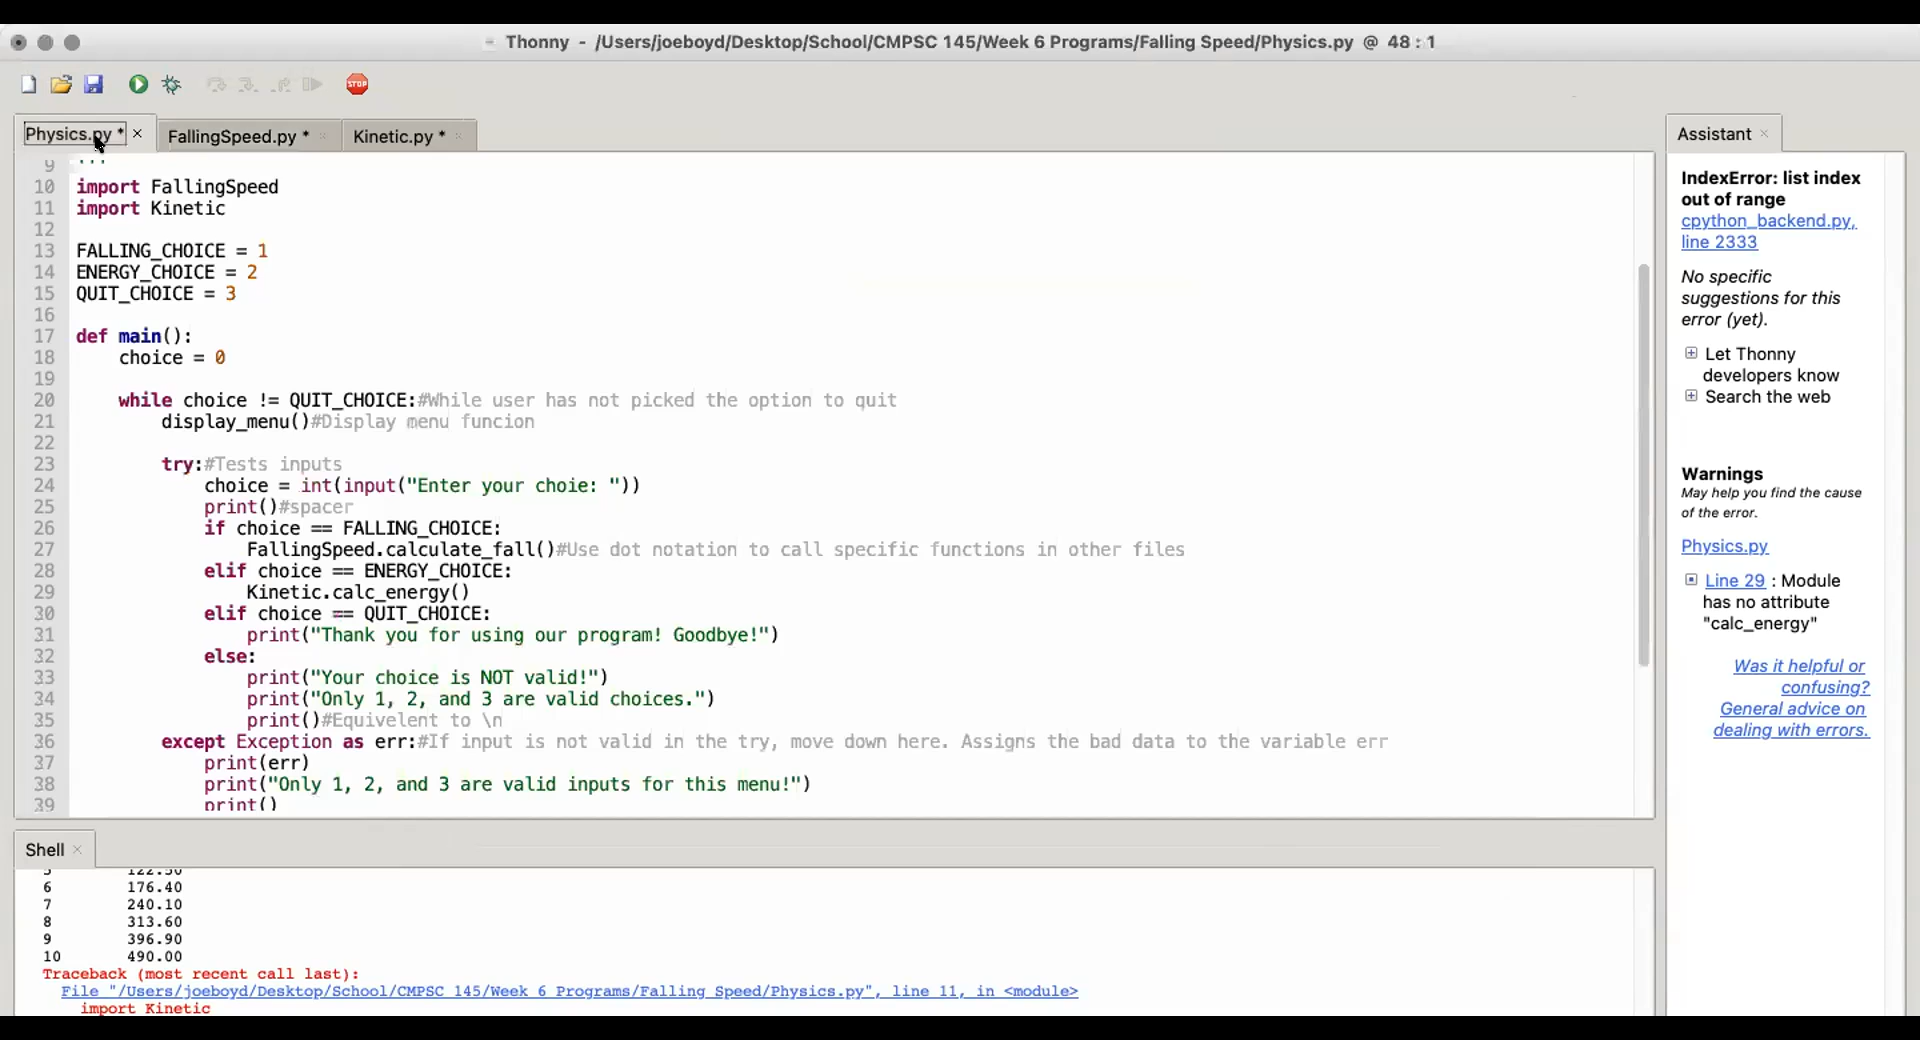 Thonny - /Users/joeboyd/Desktop/School/CMPSC 145/Week 6 Programs/Falling Speed/Physics.py @ 48 : 1
STOP
Physics.py * × FallingSpeed.py * × Kinetic.py * ×
9 '''
10 import FallingSpeed
11 import Kinetic
12
13 FALLING_CHOICE = 1
14 ENERGY_CHOICE = 2
15 QUIT_CHOICE = 3
16
17 def main():
18     choice = 0
19
20     while choice != QUIT_CHOICE:#While user has not picked the option to quit
21         display_menu()#Display menu funcion
22
23         try:#Tests inputs
24             choice = int(input("Enter your choie: "))
25             print()#spacer
26             if choice == FALLING_CHOICE:
27                 FallingSpeed.calculate_fall()#Use dot notation to call specific functions in other files
28             elif choice == ENERGY_CHOICE:
29                 Kinetic.calc_energy()
30             elif choice == QUIT_CHOICE:
31                 print("Thank you for using our program! Goodbye!")
32             else:
33                 print("Your choice is NOT valid!")
34                 print("Only 1, 2, and 3 are valid choices.")
35                 print()#Equivelent to \n
36         except Exception as err:#If input is not valid in the try, move down here. Assigns the bad data to the variable err
37             print(err)
38             print("Only 1, 2, and 3 are valid inputs for this menu!")
39             print()
Shell ×
5 122.50
6 176.40
7 240.10
8 313.60
9 396.90
10 490.00
Traceback (most recent call last):
File "/Users/joeboyd/Desktop/School/CMPSC 145/Week 6 Programs/Falling Speed/Physics.py", line 11, in <module>
import Kinetic
Assistant ×
IndexError: list index
out of range
cpython_backend.py,
line 2333
No specific
suggestions for this
error (yet).
Let Thonny
developers know
Search the web
Warnings
May help you find the cause
of the error.
Physics.py
Line 29 : Module
has no attribute
"calc_energy"
Was it helpful or
confusing?
General advice on
dealing with errors.